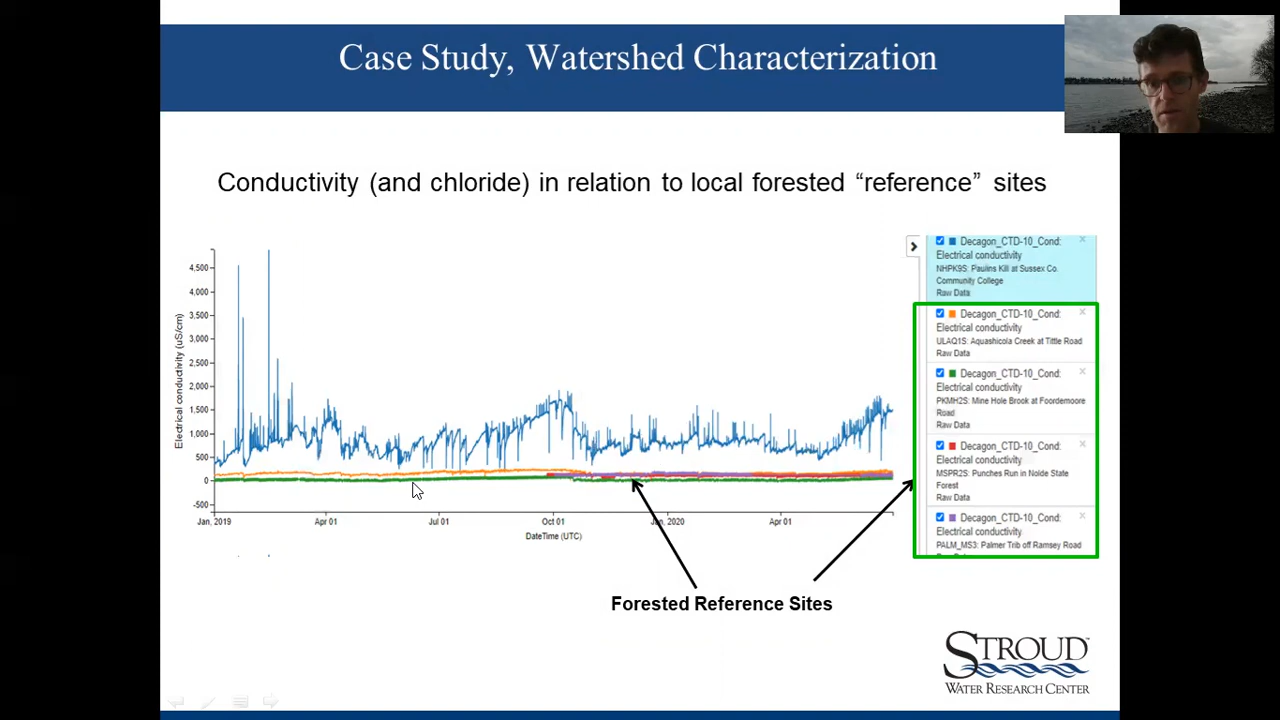 Case Study, Watershed Characterization
Conductivity (and chloride) in relation to local forested “reference” sites
4,500
4,000
3,500
3,000
2,500
2,000
1,500
1,000
500
0
-500
Electrical conductivity (uS/cm)
Jan, 2019
Apr 01
Jul 01
Oct 01
Jan, 2020
Apr 01
DateTime (UTC)
Decagon_CTD-10_Cond:
Electrical conductivity
NHPK9S: Paulins Kill at Sussex Co.
Community College
Raw Data
Decagon_CTD-10_Cond:
Electrical conductivity
ULAQ1S: Aquashicola Creek at Tittle Road
Raw Data
Decagon_CTD-10_Cond:
Electrical conductivity
PKMH2S: Mine Hole Brook at Foordemoore
Road
Raw Data
Decagon_CTD-10_Cond:
Electrical conductivity
MSPR2S: Punches Run in Nolde State
Forest
Raw Data
Decagon_CTD-10_Cond:
Electrical conductivity
PALM_MS3: Palmer Trib off Ramsey Road
Forested Reference Sites
STROUD
WATER RESEARCH CENTER